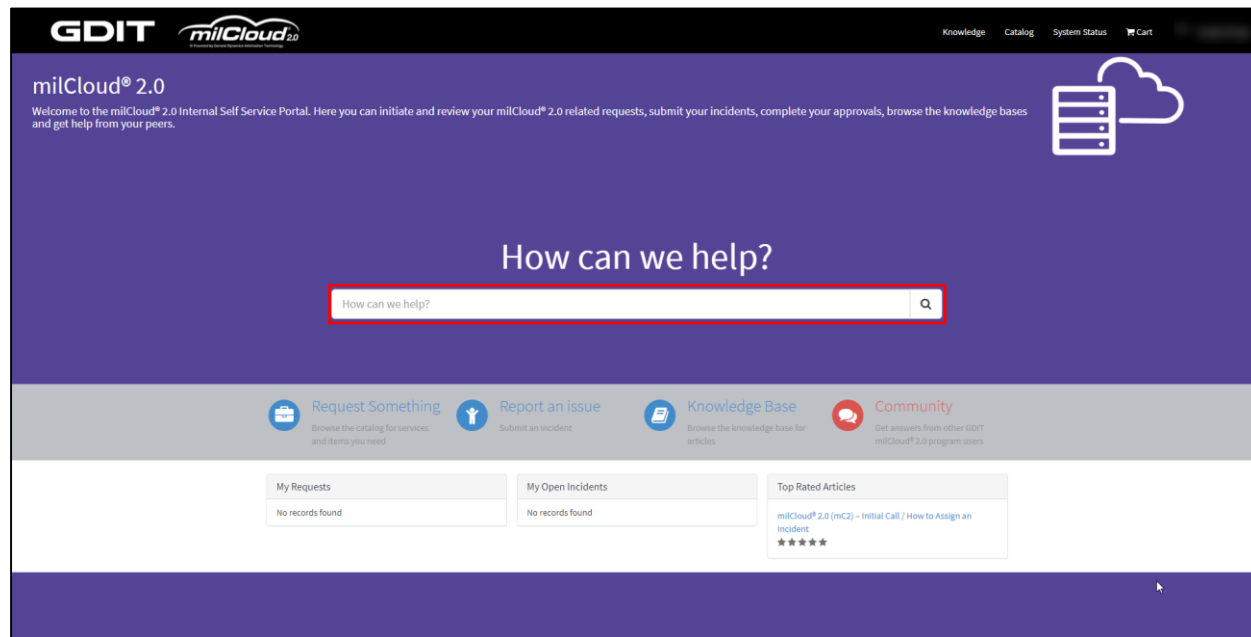 GDIT milCloud® 2.0
Knowledge Catalog System Status Cart
milCloud® 2.0
Welcome to the milCloud® 2.0 Internal Self Service Portal. Here you can initiate and review your milCloud® 2.0 related requests, submit your incidents, complete your approvals, browse the knowledge bases
and get help from your peers.
How can we help?
How can we help?
Request Something
Browse the catalog for services
and items you need
Report an issue
Submit an incident
Knowledge Base
Browse the knowledge base for
articles
Community
Get answers from other GDIT
milCloud® 2.0 program users
My Requests
No records found
My Open Incidents
No records found
Top Rated Articles
milCloud® 2.0 (mC2) – Initial Call / How to Assign an
Incident